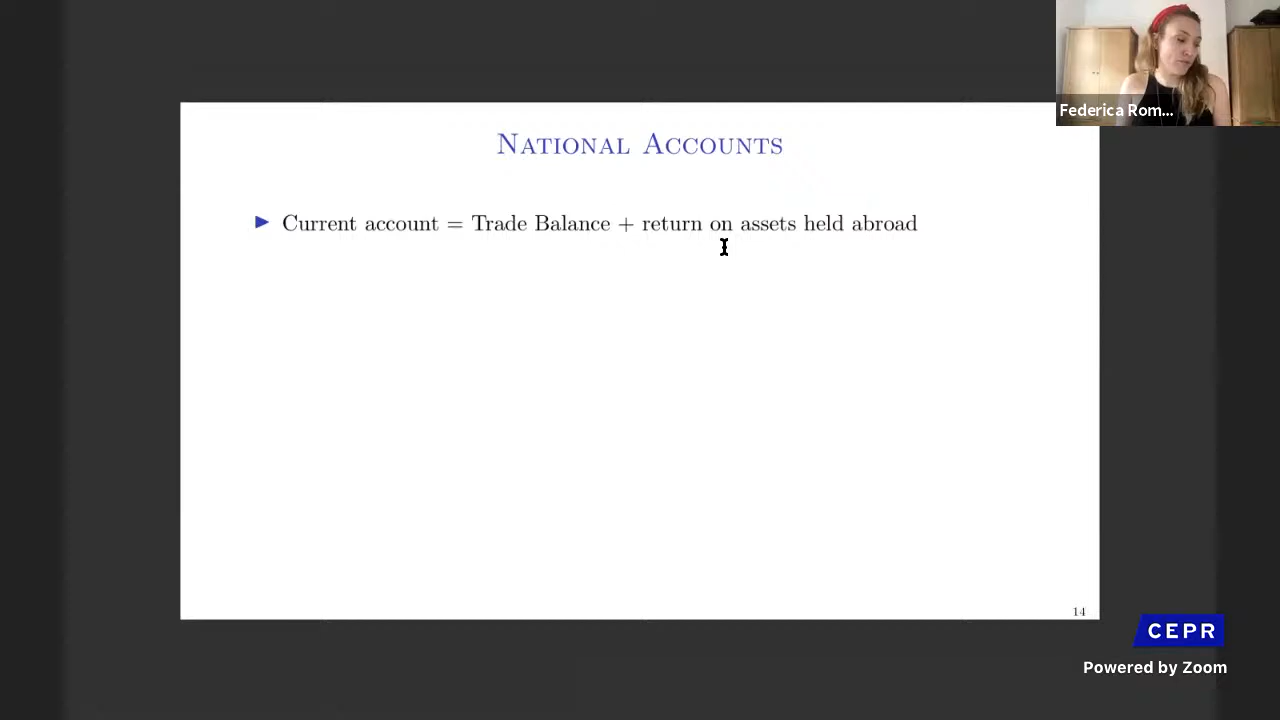 Federica Rom...
NATIONAL ACCOUNTS
▶ Current account = Trade Balance + return on assets held abroad
14
CEPR
Powered by Zoom